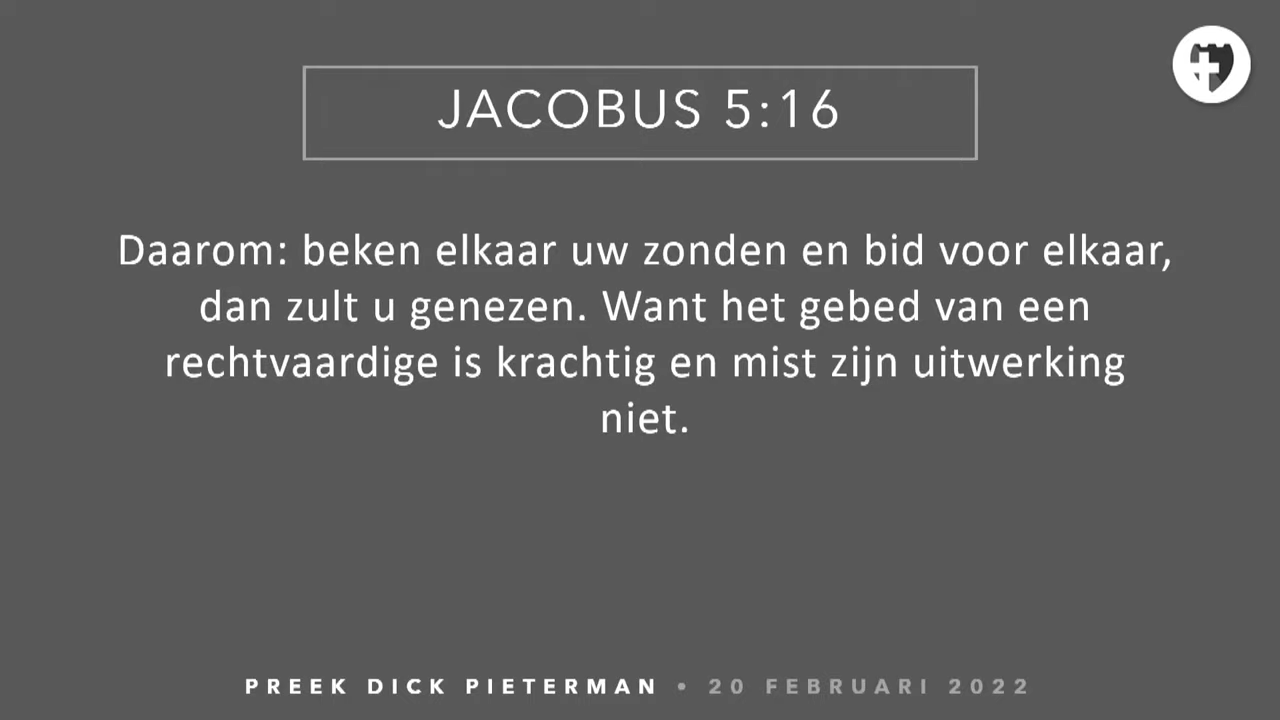 JACOBUS 5:16
Daarom: beken elkaar uw zonden en bid voor elkaar,
dan zult u genezen. Want het gebed van een
rechtvaardige is krachtig en mist zijn uitwerking
niet.
PREEK DICK PIETERMAN • 20 FEBRUARI 2022